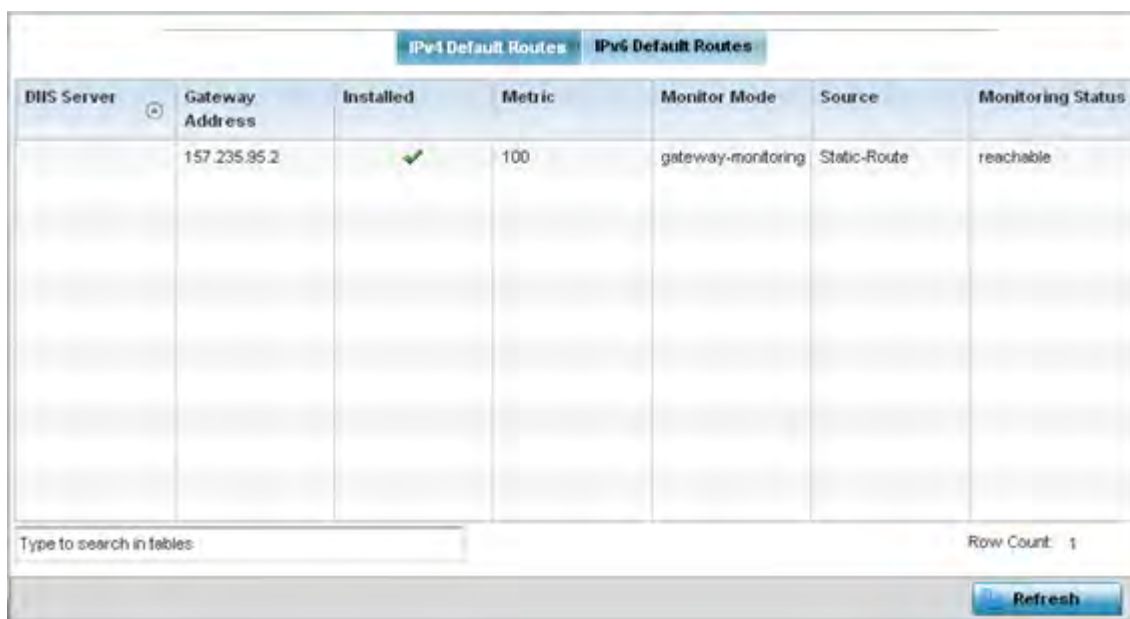 IPv4 Default Routes IPv6 Default Routes
DNS Server Gateway Address Installed Metric Monitor Mode Source Monitoring Status
157.235.95.2 100 gateway-monitoring Static-Route reachable
Type to search in tables Row Count: 1
Refresh